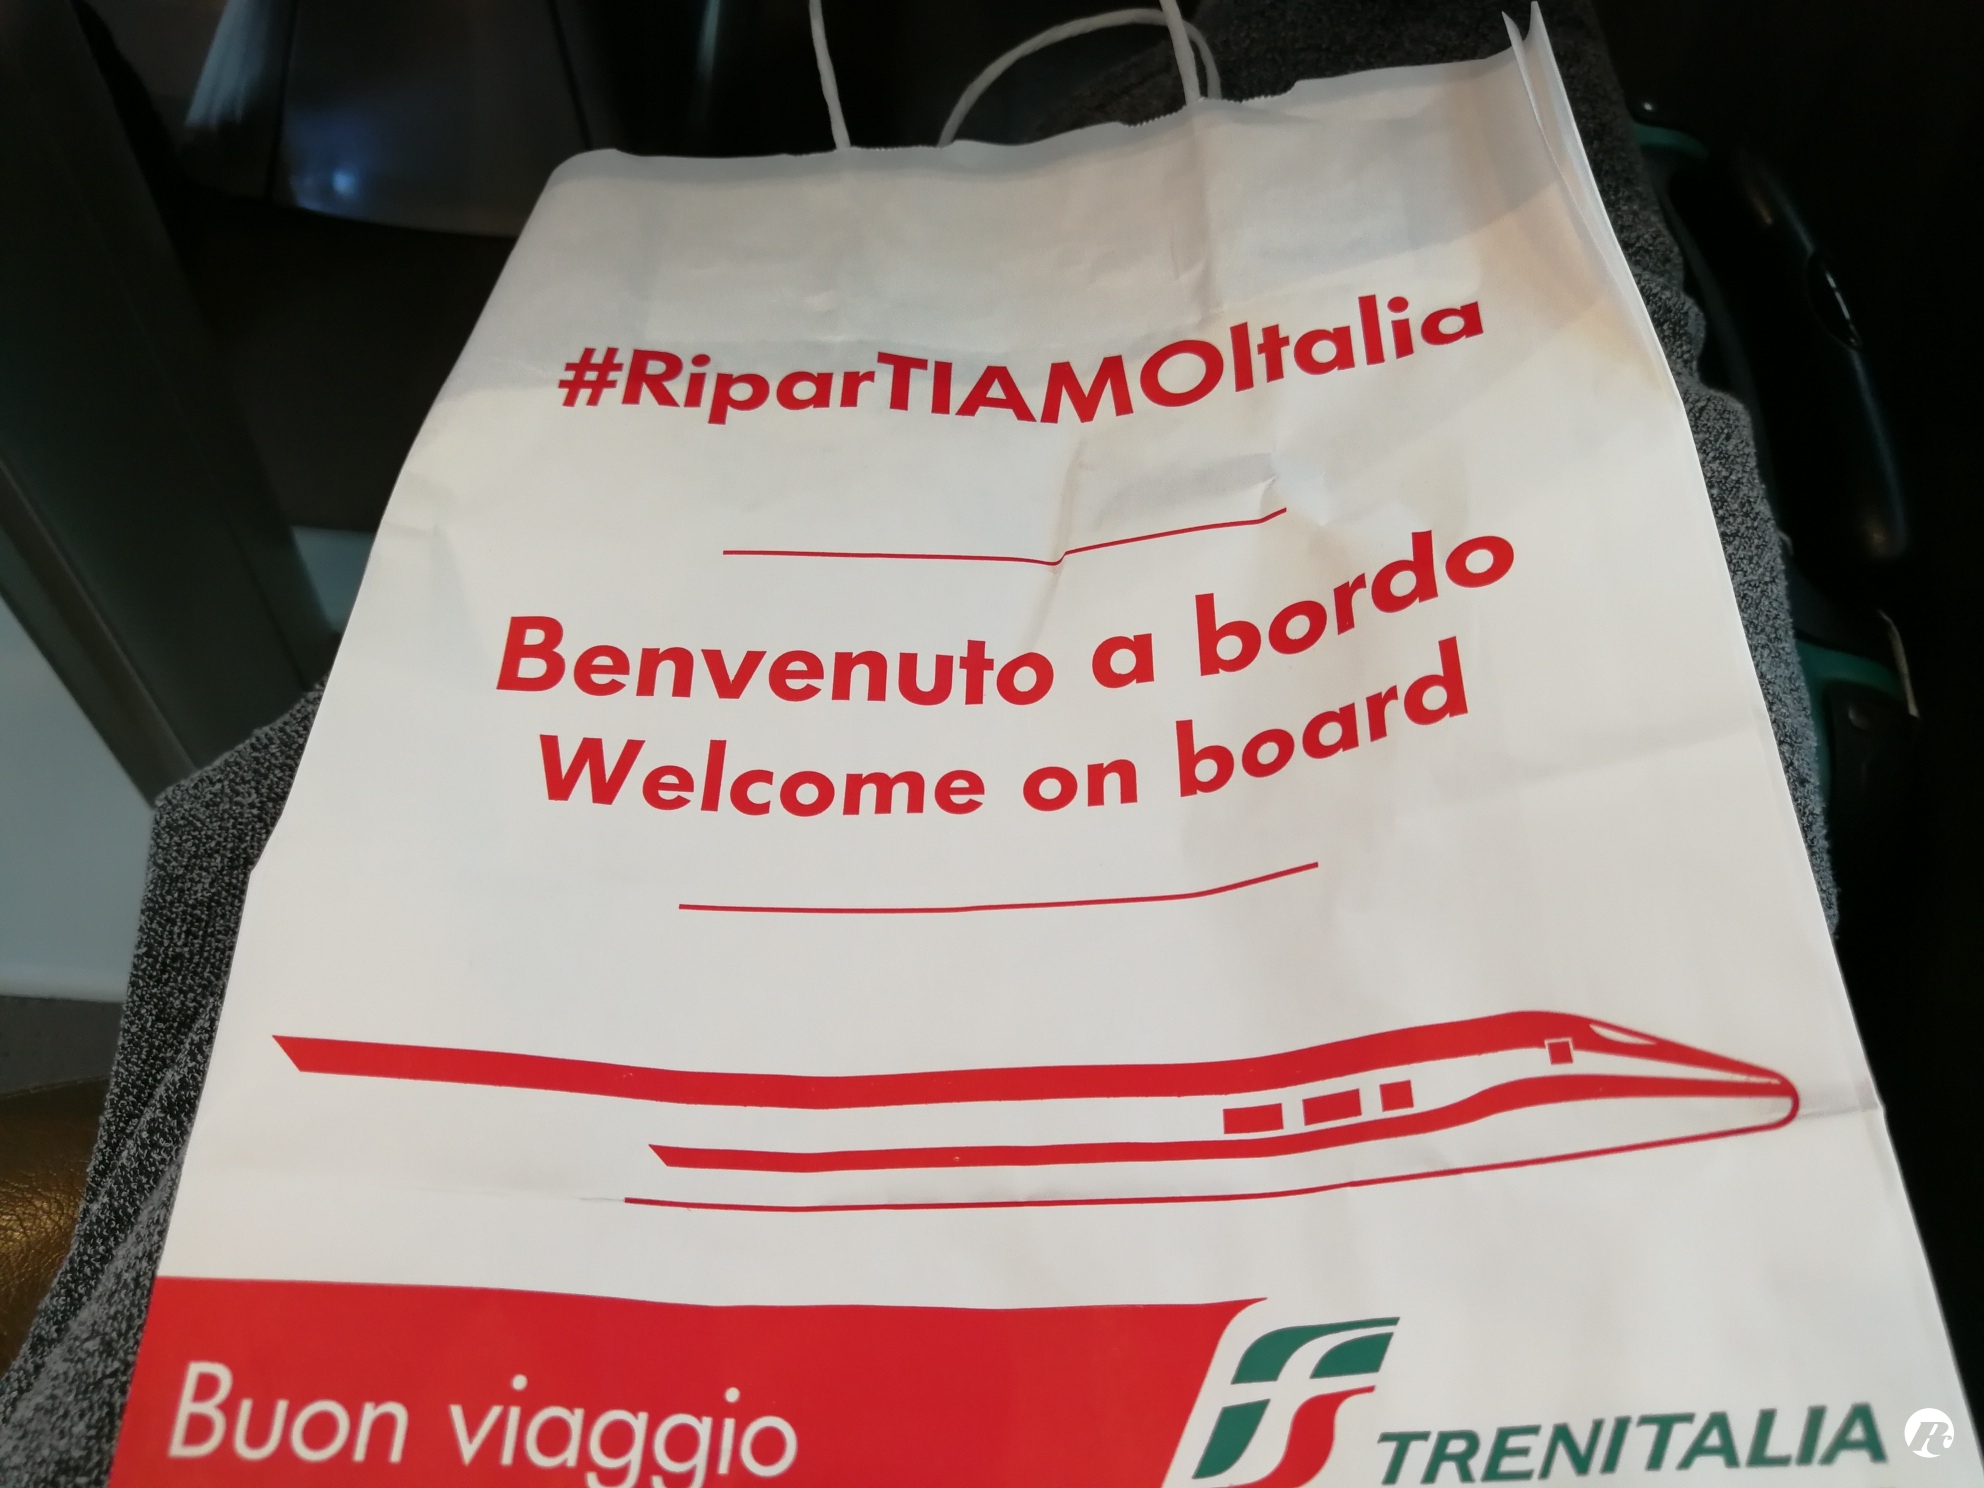 #RiparTIAMOItalia
Benvenuto a bordo
Welcome on board
Buon viaggio
TRENITALIA